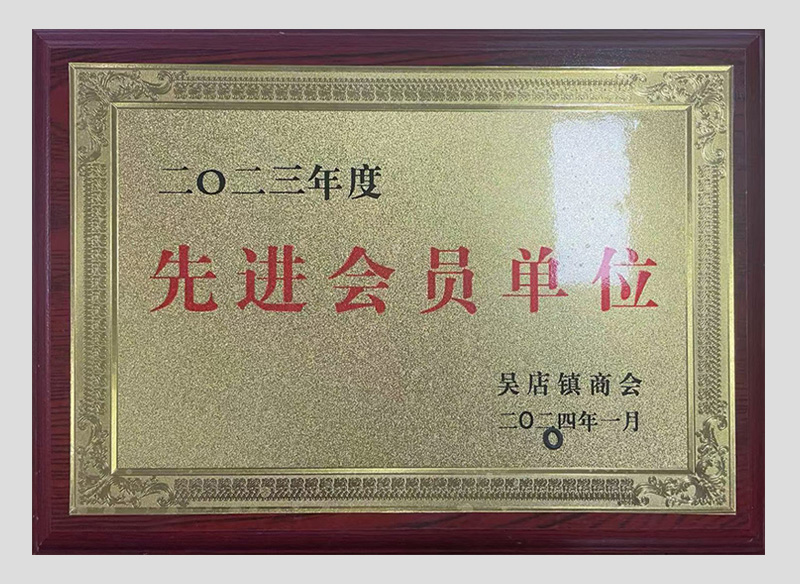 二〇二三年度
先进会员单位
吴店镇商会
二〇二四年一月